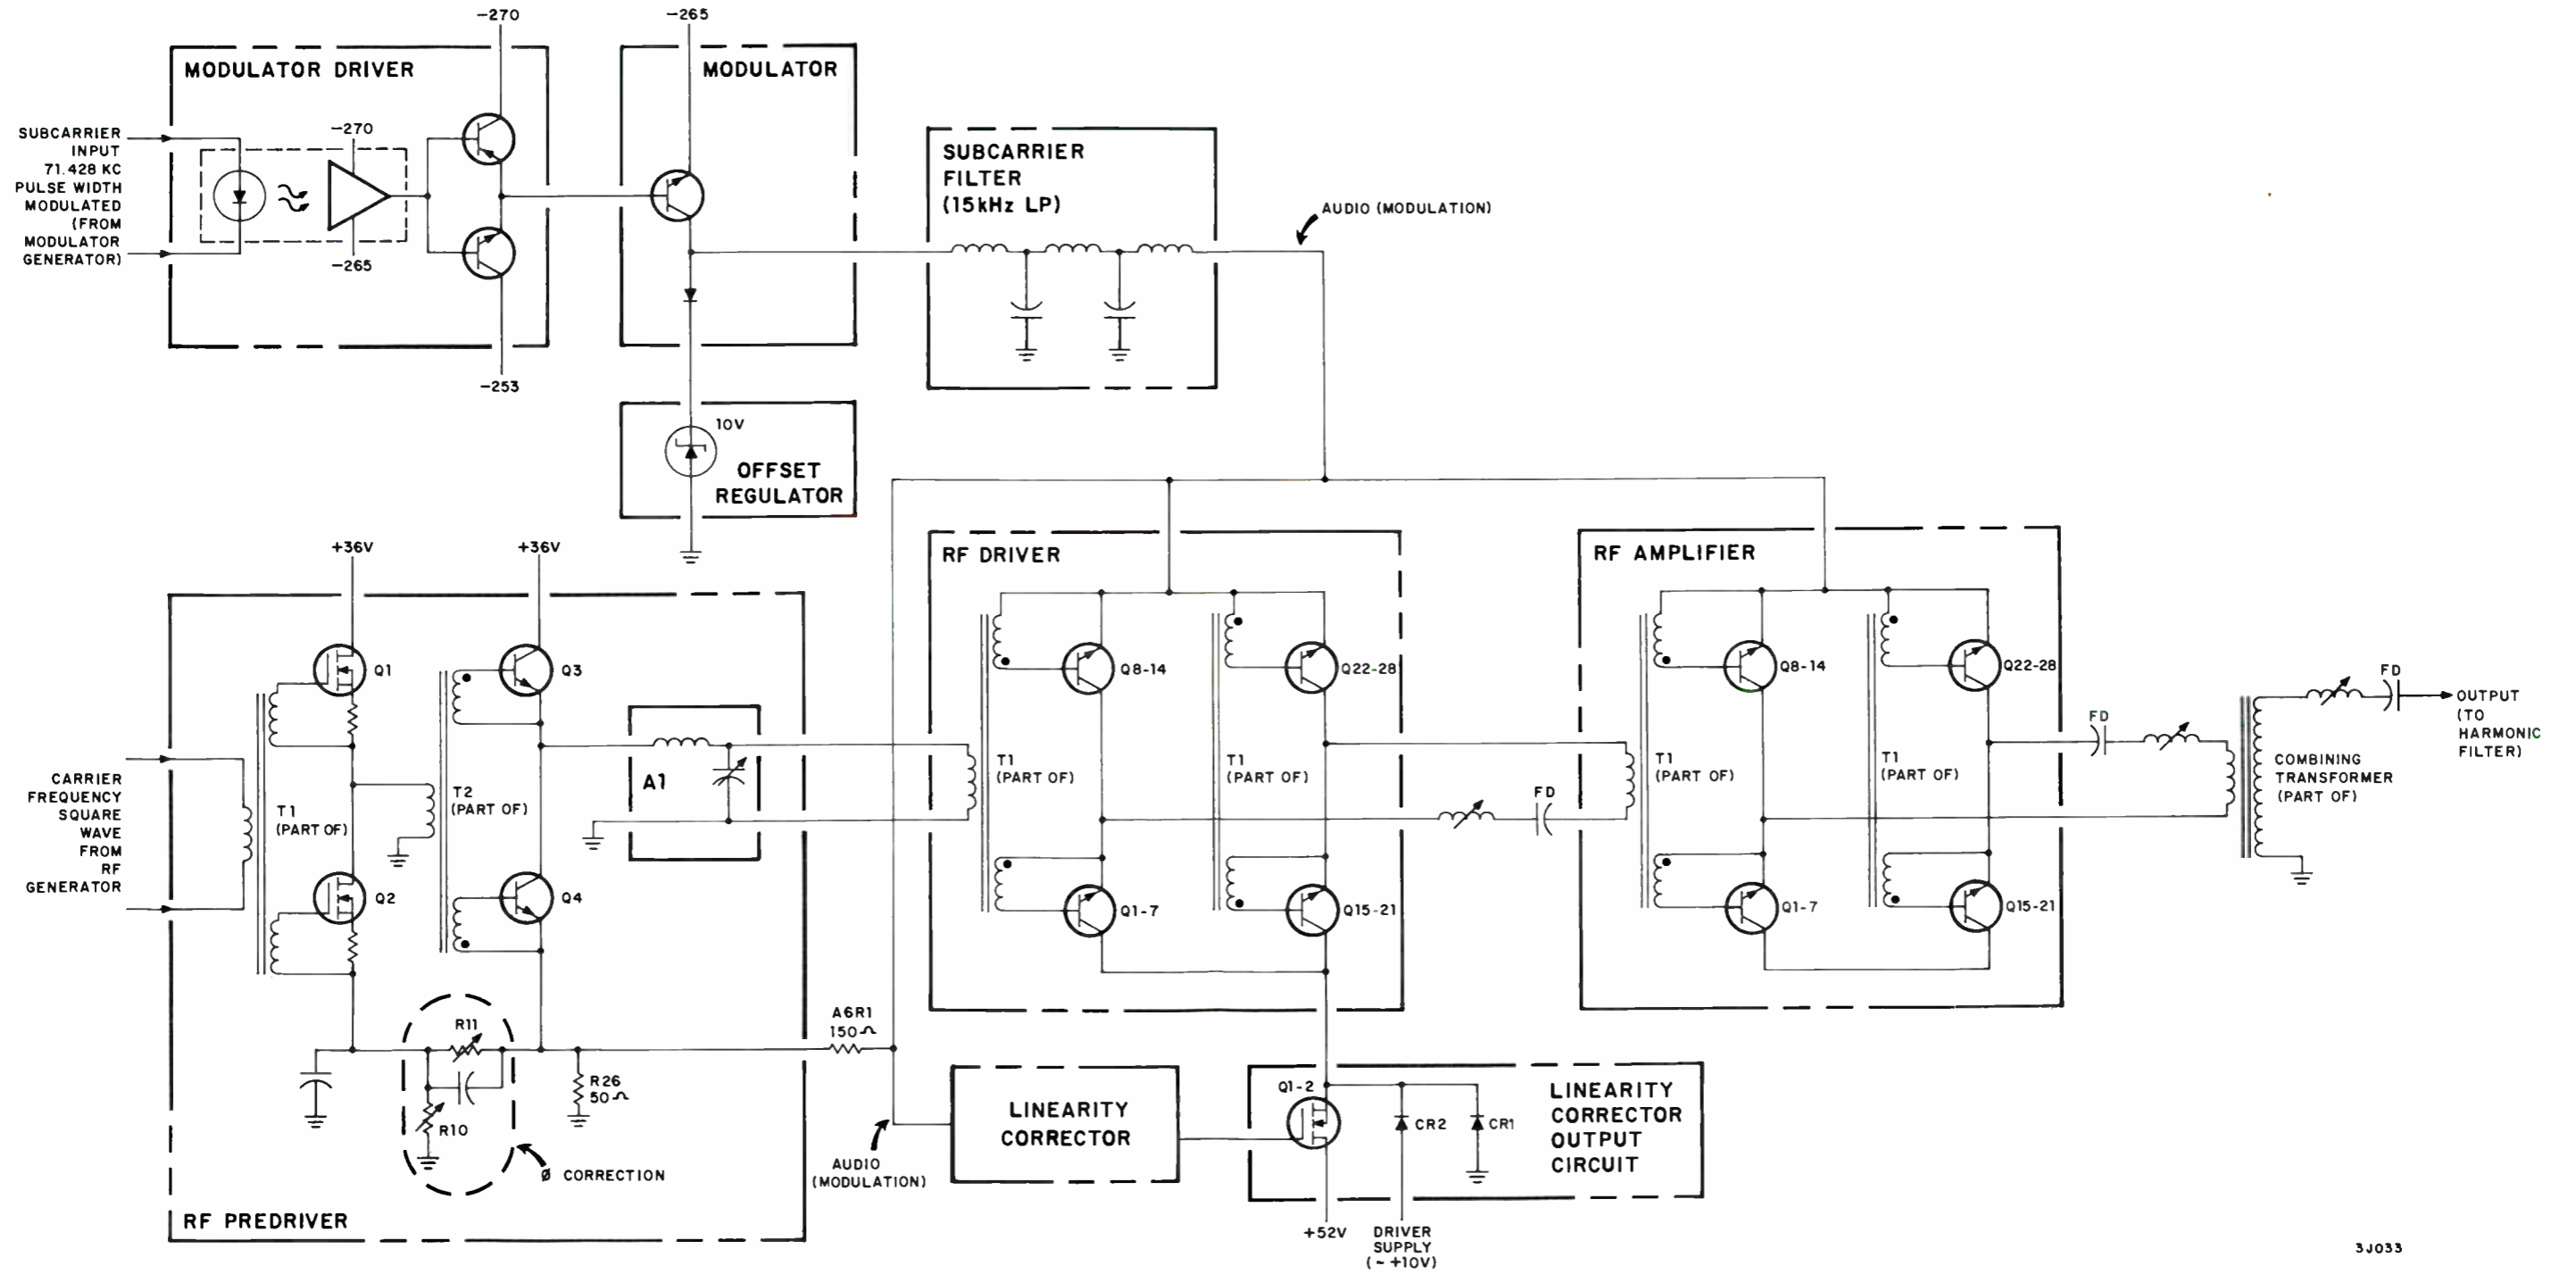 -270
-265
MODULATOR DRIVER
MODULATOR
SUBCARRIER
INPUT
71.428 KC
PULSE WIDTH
MODULATED
(FROM
MODULATOR
GENERATOR)
-270
-265
-253
SUBCARRIER
FILTER
(15kHz LP)
AUDIO (MODULATION)
10V
OFFSET
REGULATOR
+36V
+36V
Q1
Q3
T1
(PART OF)
T2
(PART OF)
A1
Q2
Q4
CARRIER
FREQUENCY
SQUARE
WAVE
FROM
RF
GENERATOR
R11
R10
R26
50Ω
Ø CORRECTION
RF PREDRIVER
A6R1
150Ω
AUDIO
(MODULATION)
RF DRIVER
Q8-14
Q22-28
T1
(PART OF)
T1
(PART OF)
Q1-7
Q15-21
FD
RF AMPLIFIER
Q8-14
Q22-28
T1
(PART OF)
T1
(PART OF)
Q1-7
Q15-21
FD
FD
OUTPUT
(TO
HARMONIC
FILTER)
COMBINING
TRANSFORMER
(PART OF)
LINEARITY
CORRECTOR
Q1-2
CR2
CR1
LINEARITY
CORRECTOR
OUTPUT
CIRCUIT
+52V
DRIVER
SUPPLY
(~ +10V)
3J033